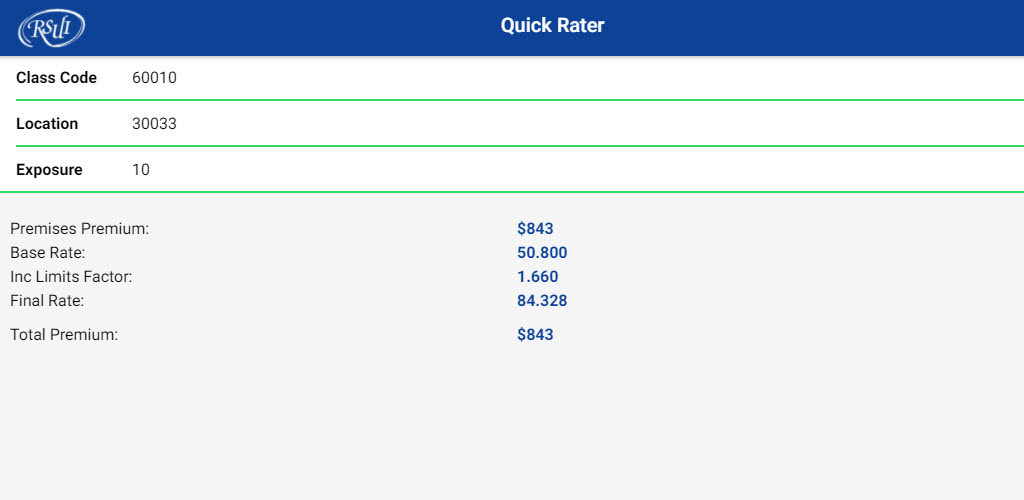 RSUI
Quick Rater
Class Code 60010
Location 30033
Exposure 10
Premises Premium: $843
Base Rate: 50.800
Inc Limits Factor: 1.660
Final Rate: 84.328
Total Premium: $843